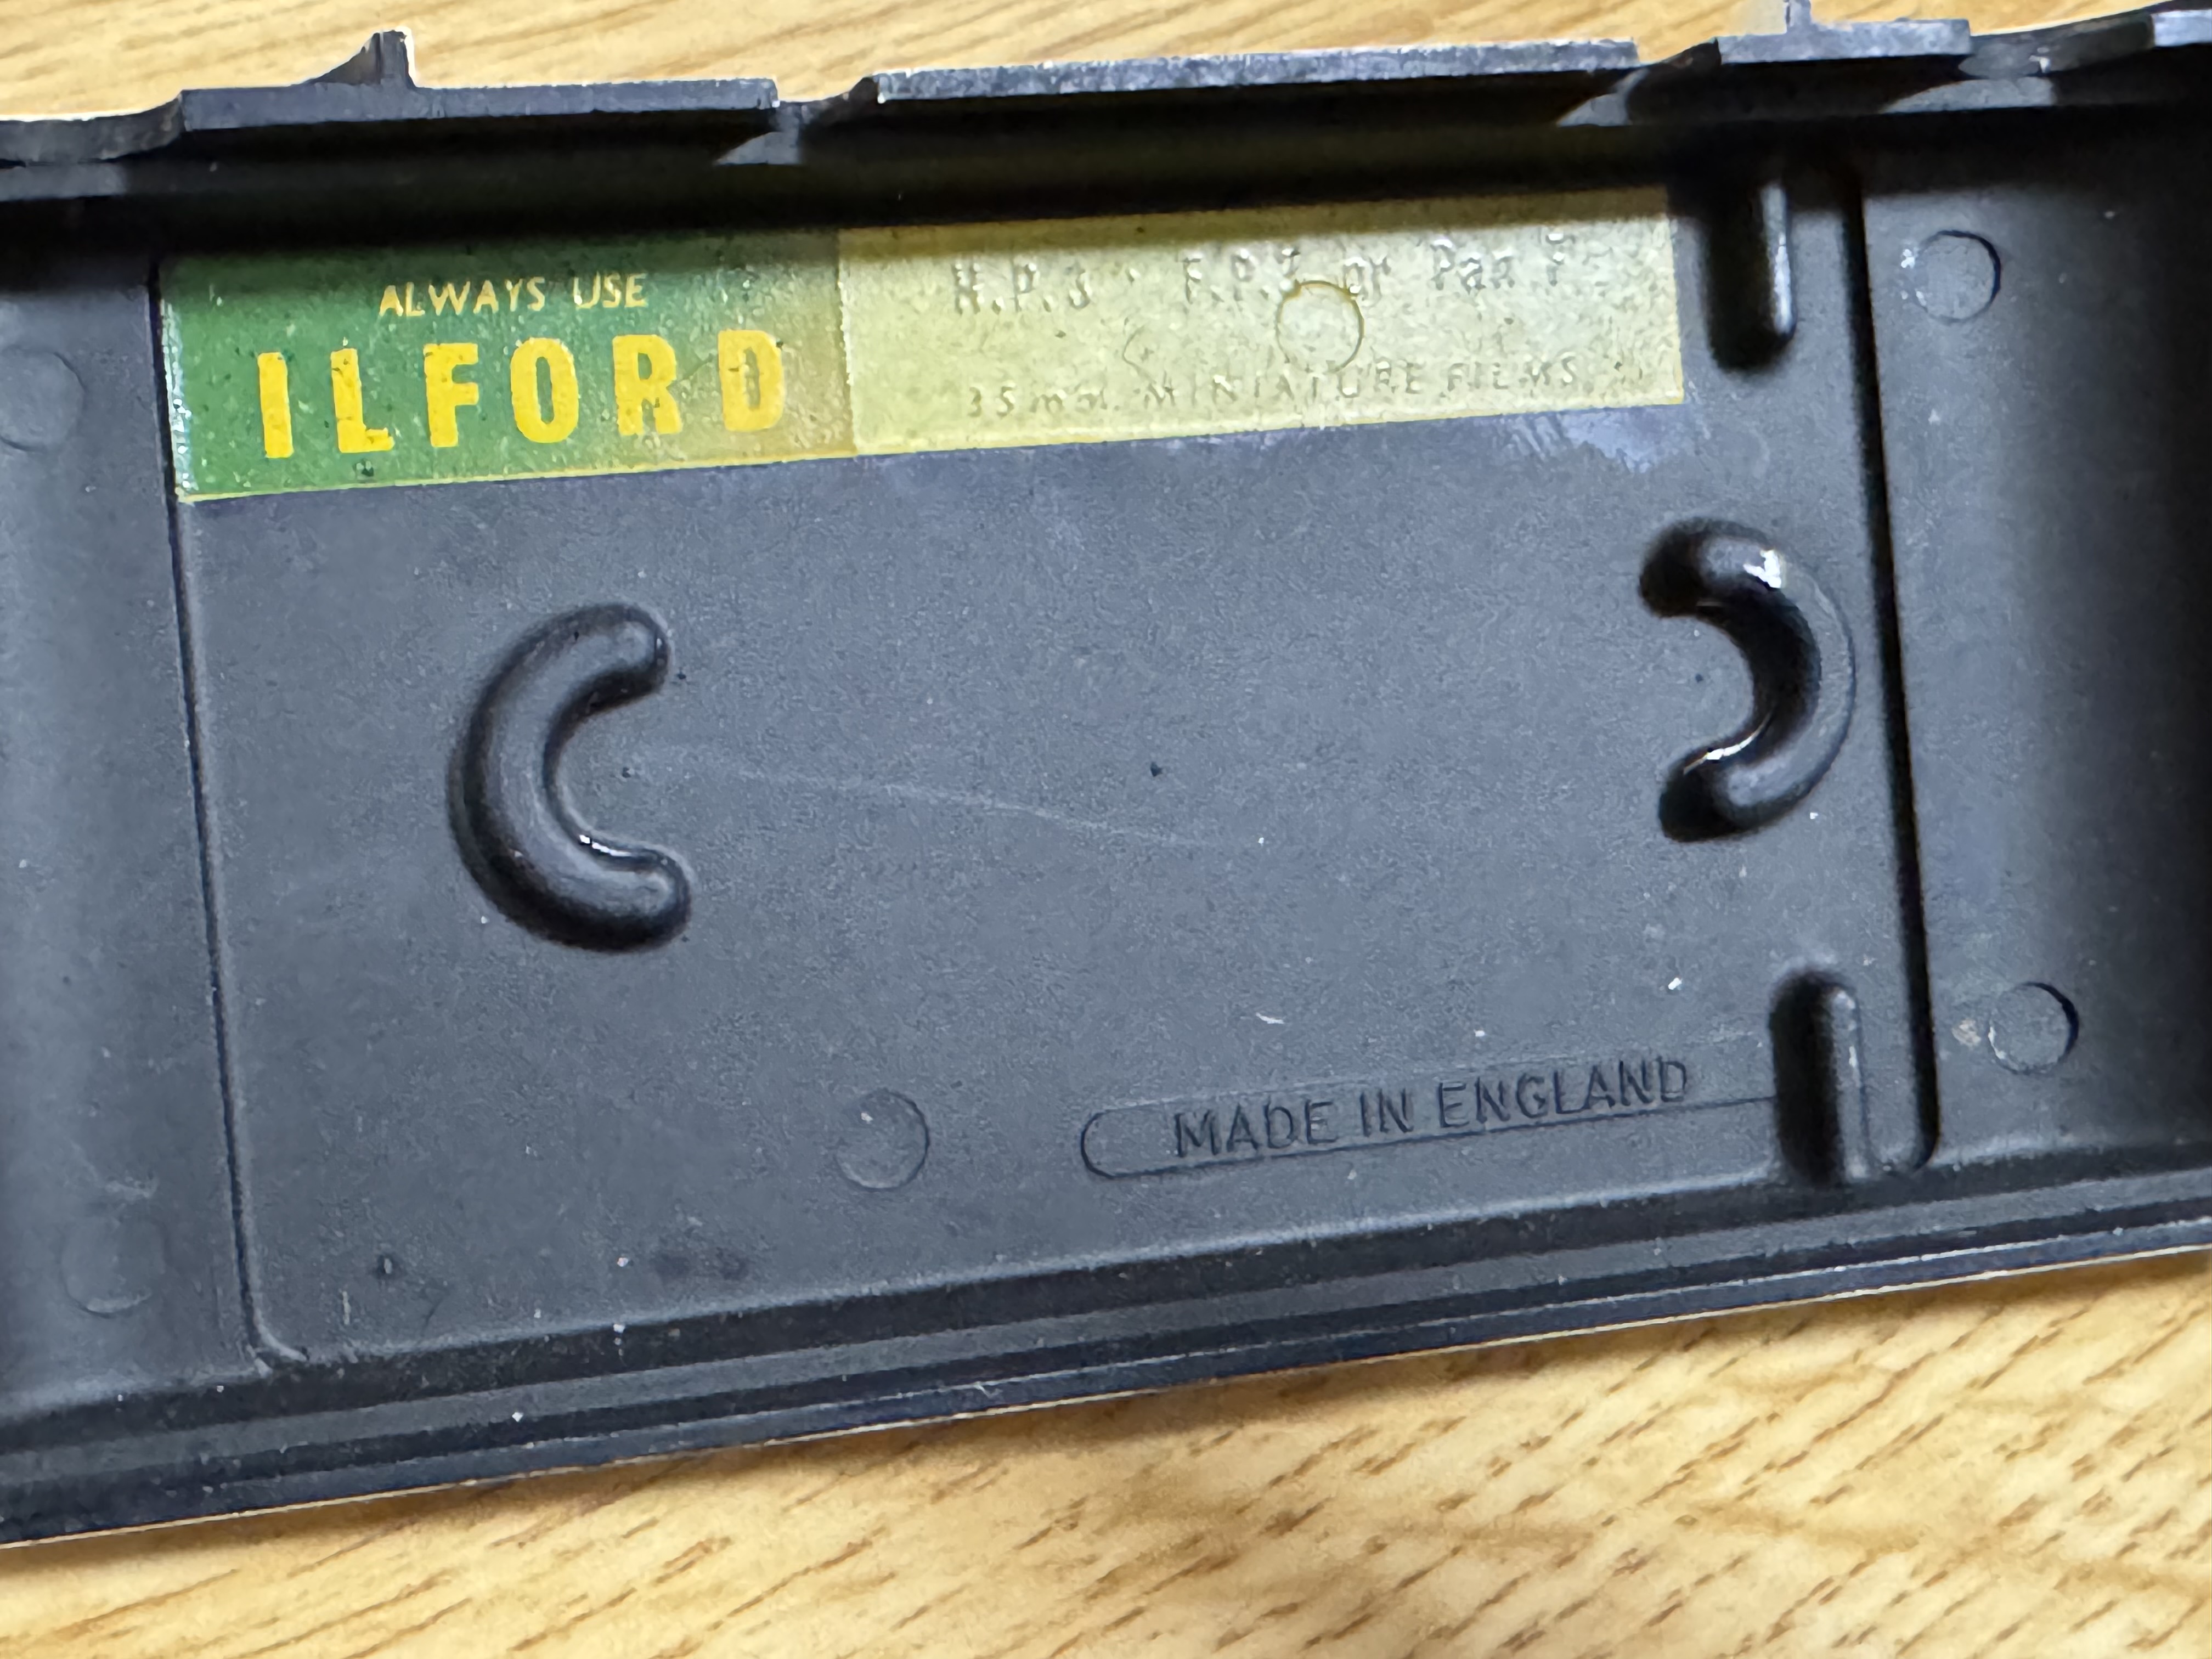 ALWAYS USE
ILFORD
H.P.3 · F.P.3 or Pan F
35mm. MINIATURE FILMS
MADE IN ENGLAND